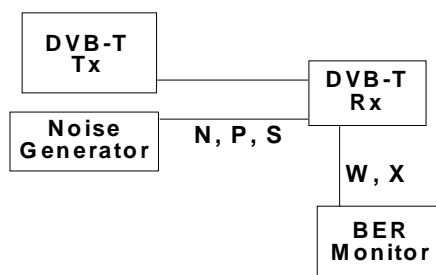 DVB-T
Tx
DVB-T
Rx
Noise
Generator
N, P, S
W, X
BER
Monitor